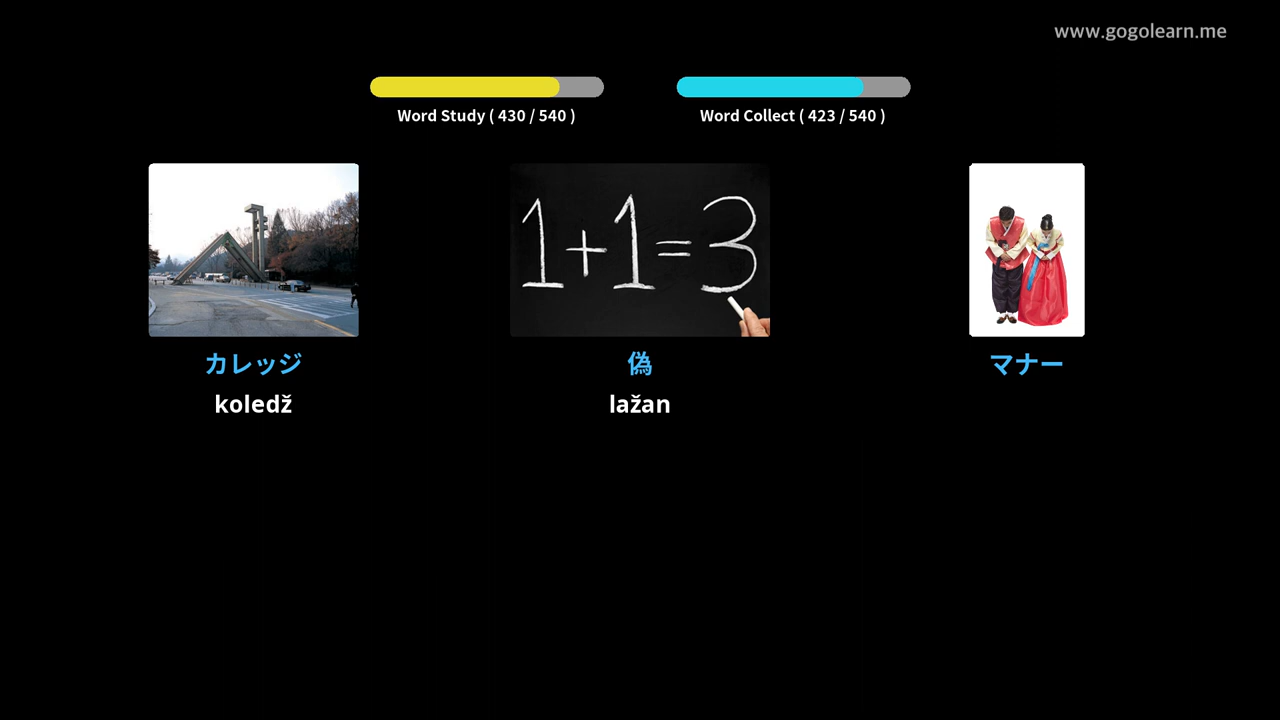 www.gogolearn.me
Word Study ( 430 / 540 )
Word Collect ( 423 / 540 )
1+1=3
カレッジ
偽
マナー
koledž
lažan